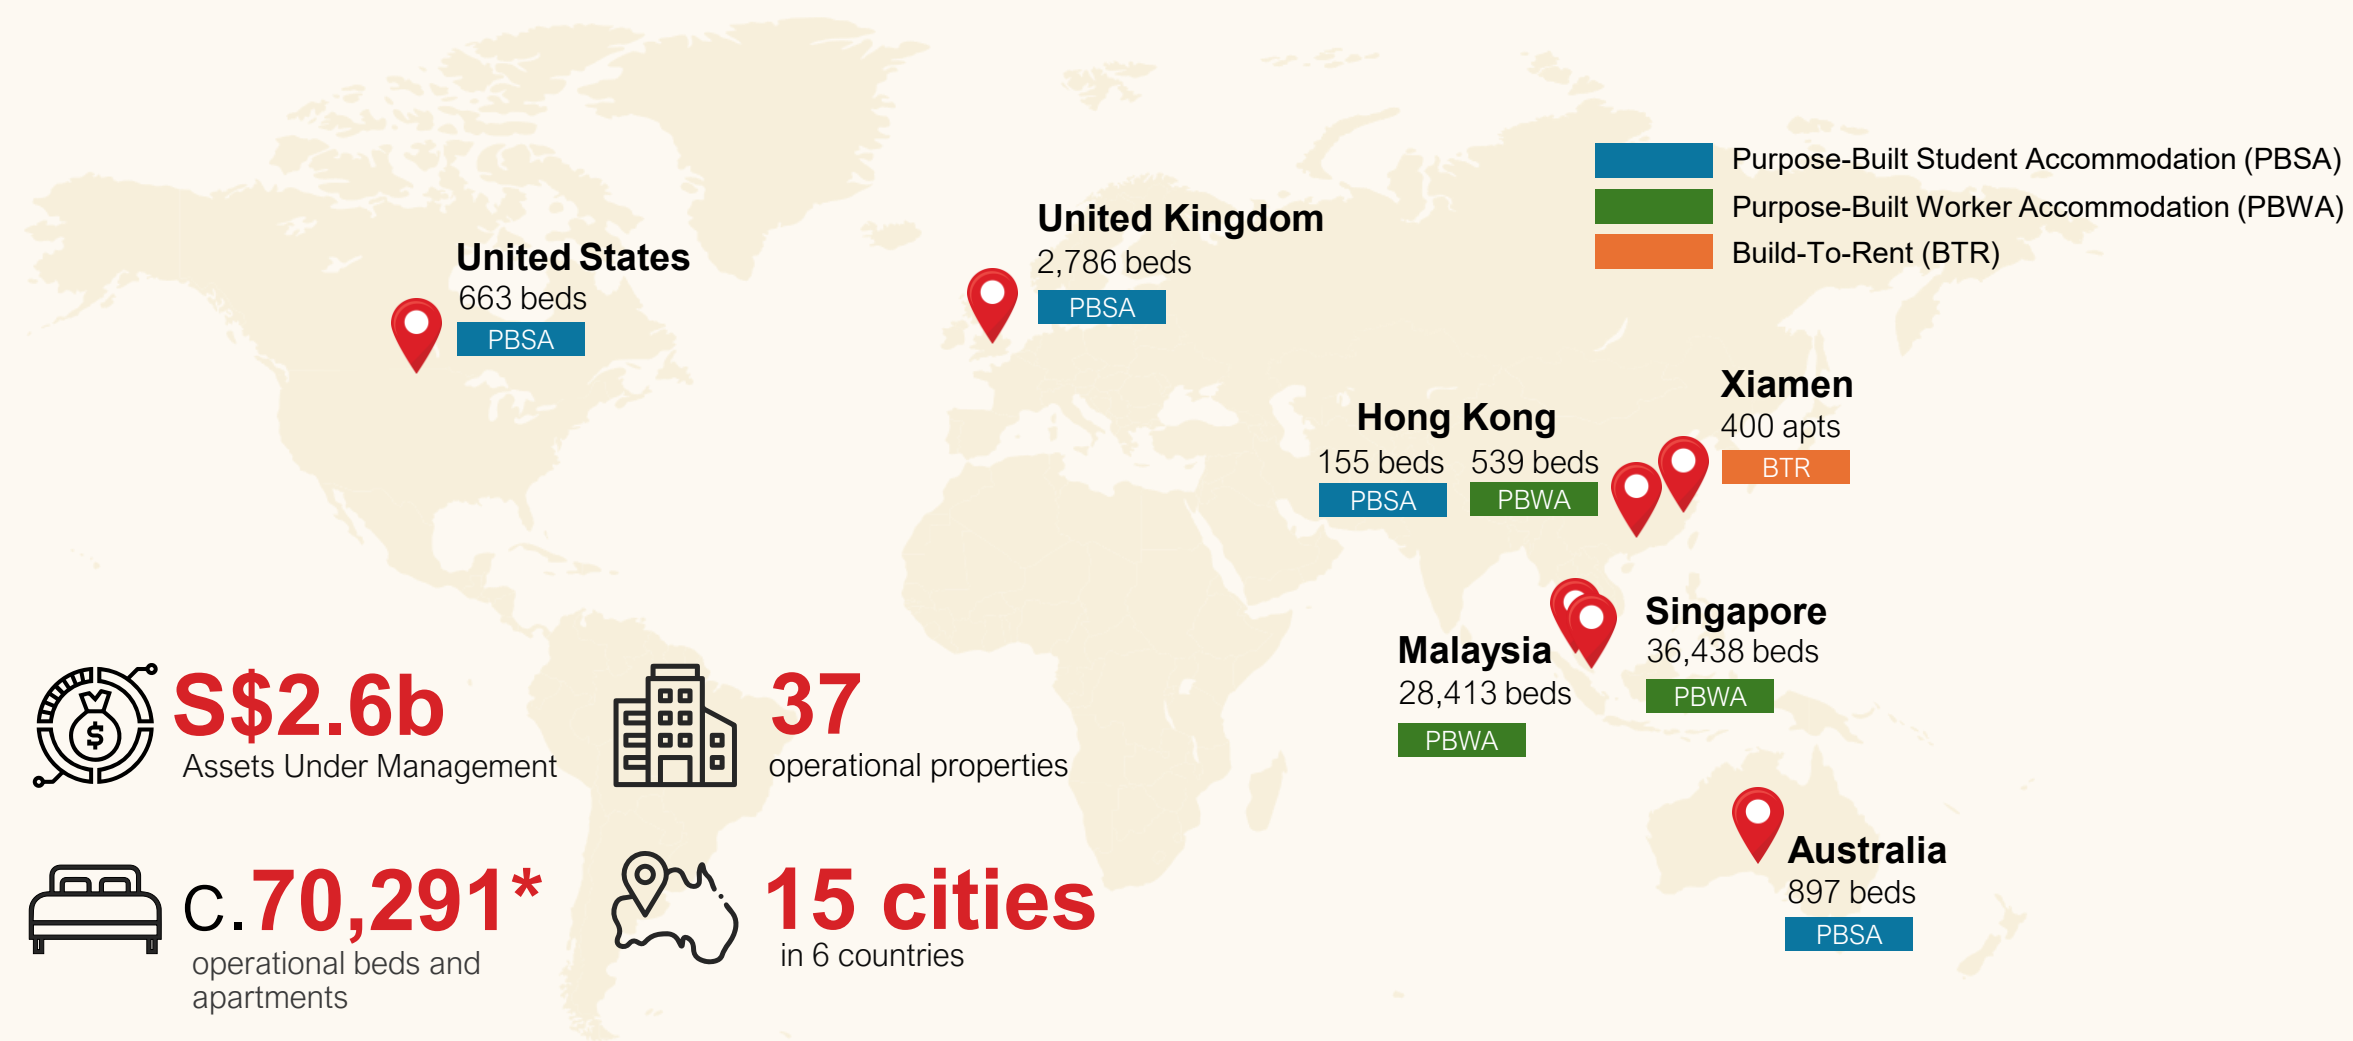 Purpose-Built Student Accommodation (PBSA)
Purpose-Built Worker Accommodation (PBWA)
Build-To-Rent (BTR)
United States
663 beds
PBSA
United Kingdom
2,786 beds
PBSA
Xiamen
400 apts
BTR
Hong Kong
155 beds 539 beds
PBSA PBWA
Singapore
36,438 beds
PBWA
Malaysia
28,413 beds
PBWA
Australia
897 beds
PBSA
$
S$2.6b
Assets Under Management
37
operational properties
c.70,291*
operational beds and
apartments
15 cities
in 6 countries